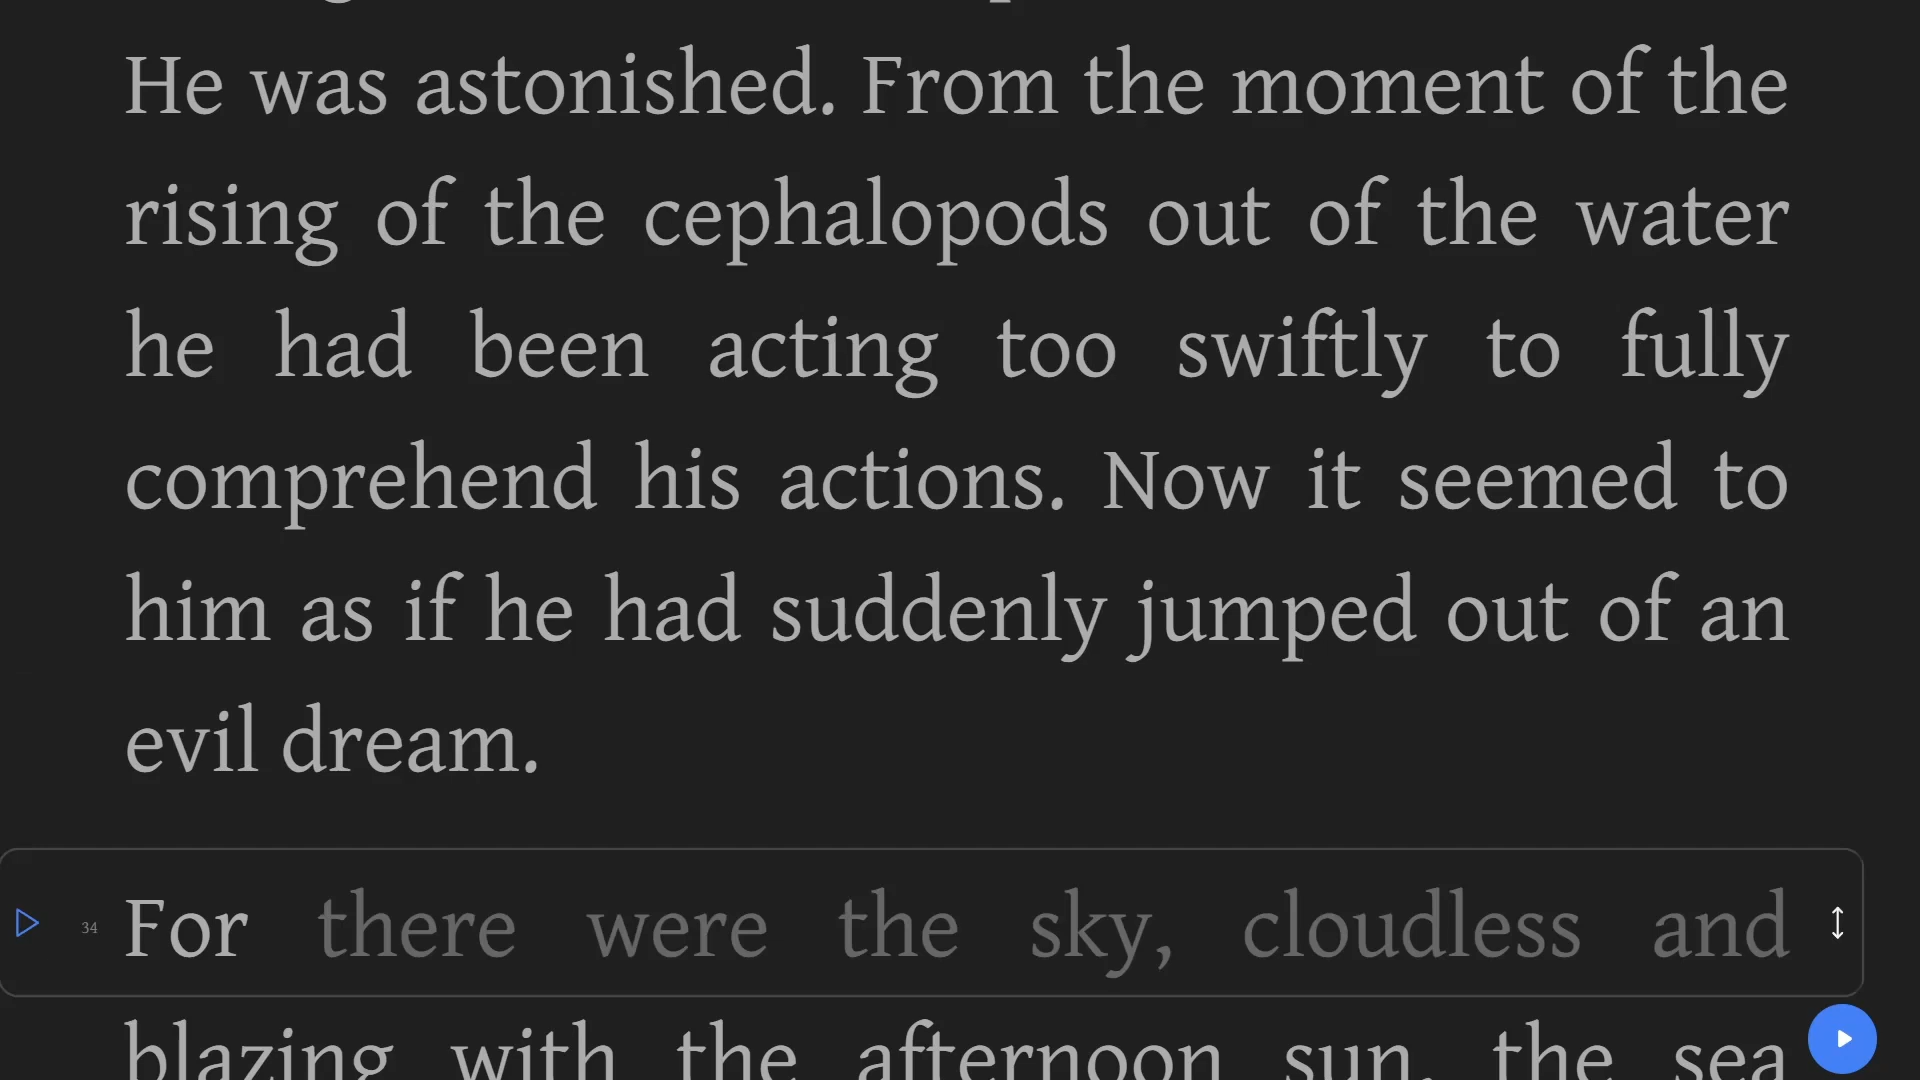 He was astonished. From the moment of the
rising of the cephalopods out of the water
he had been acting too swiftly to fully
comprehend his actions. Now it seemed to
him as if he had suddenly jumped out of an
evil dream.
34
For there were the sky, cloudless and
blazing with the afternoon sun, the sea